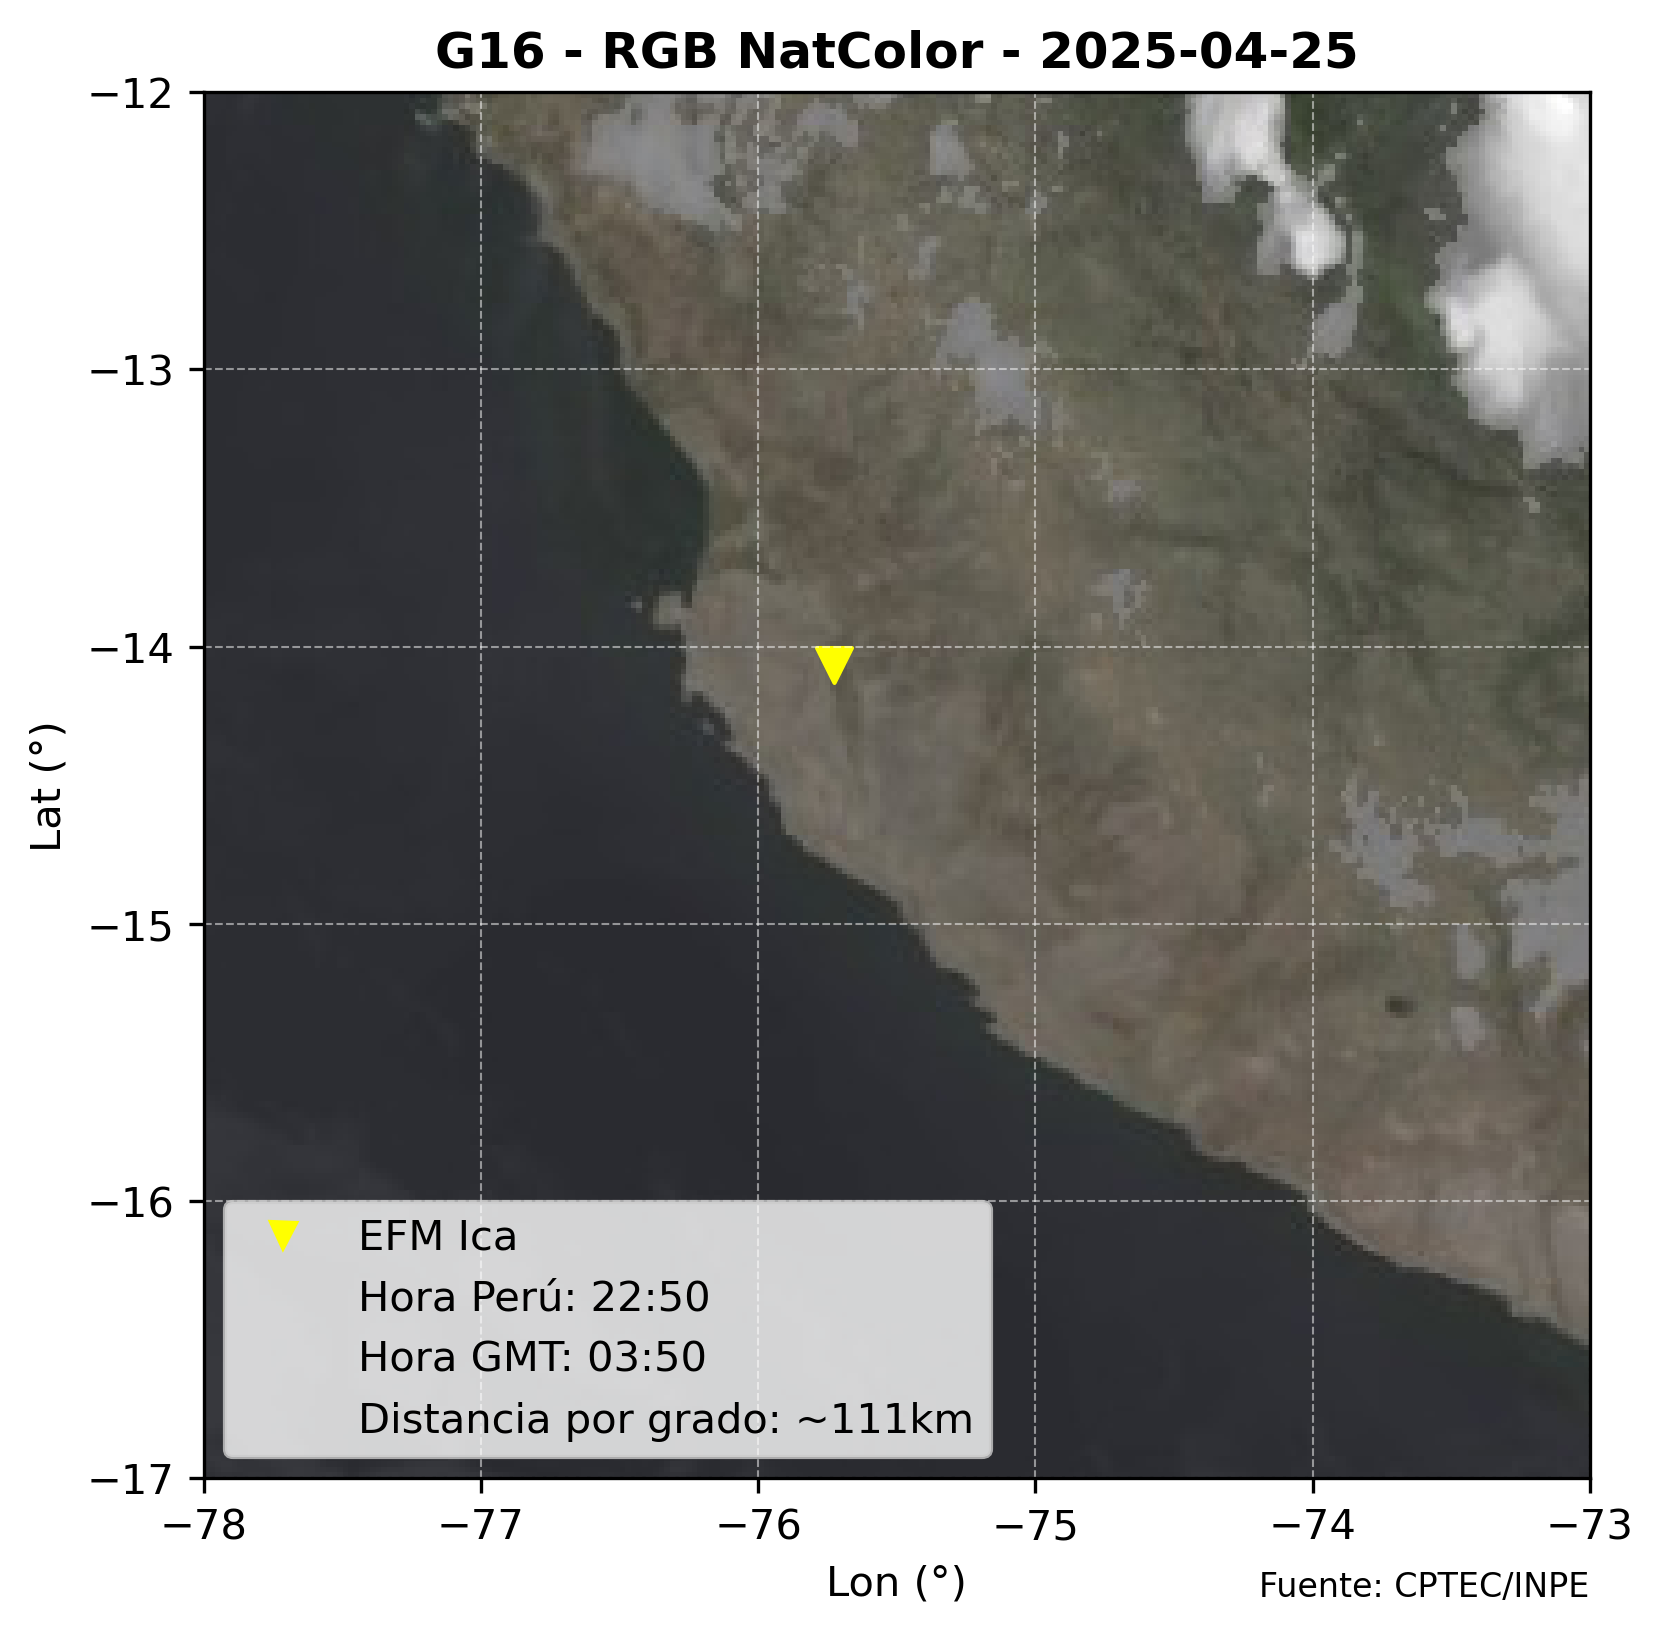 G16 - RGB NatColor - 2025-04-25
−12
−13
−14
−15
−16
−17
Lat (°)
EFM Ica
Hora Perú: 22:50
Hora GMT: 03:50
Distancia por grado: ~111km
−78 −77 −76 −75 −74 −73
Lon (°)
Fuente: CPTEC/INPE